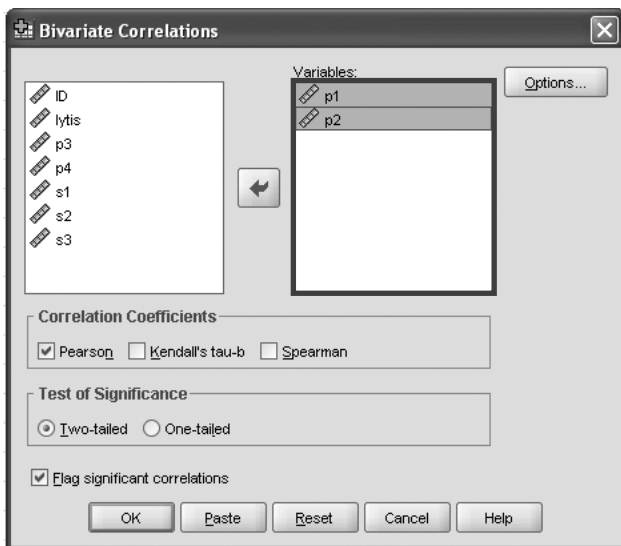 Bivariate Correlations
ID
lytis
p3
p4
s1
s2
s3
Variables:
p1
p2
Options...
Correlation Coefficients
Pearson Kendall's tau-b Spearman
Test of Significance
Two-tailed One-tailed
Flag significant correlations
OK Paste Reset Cancel Help